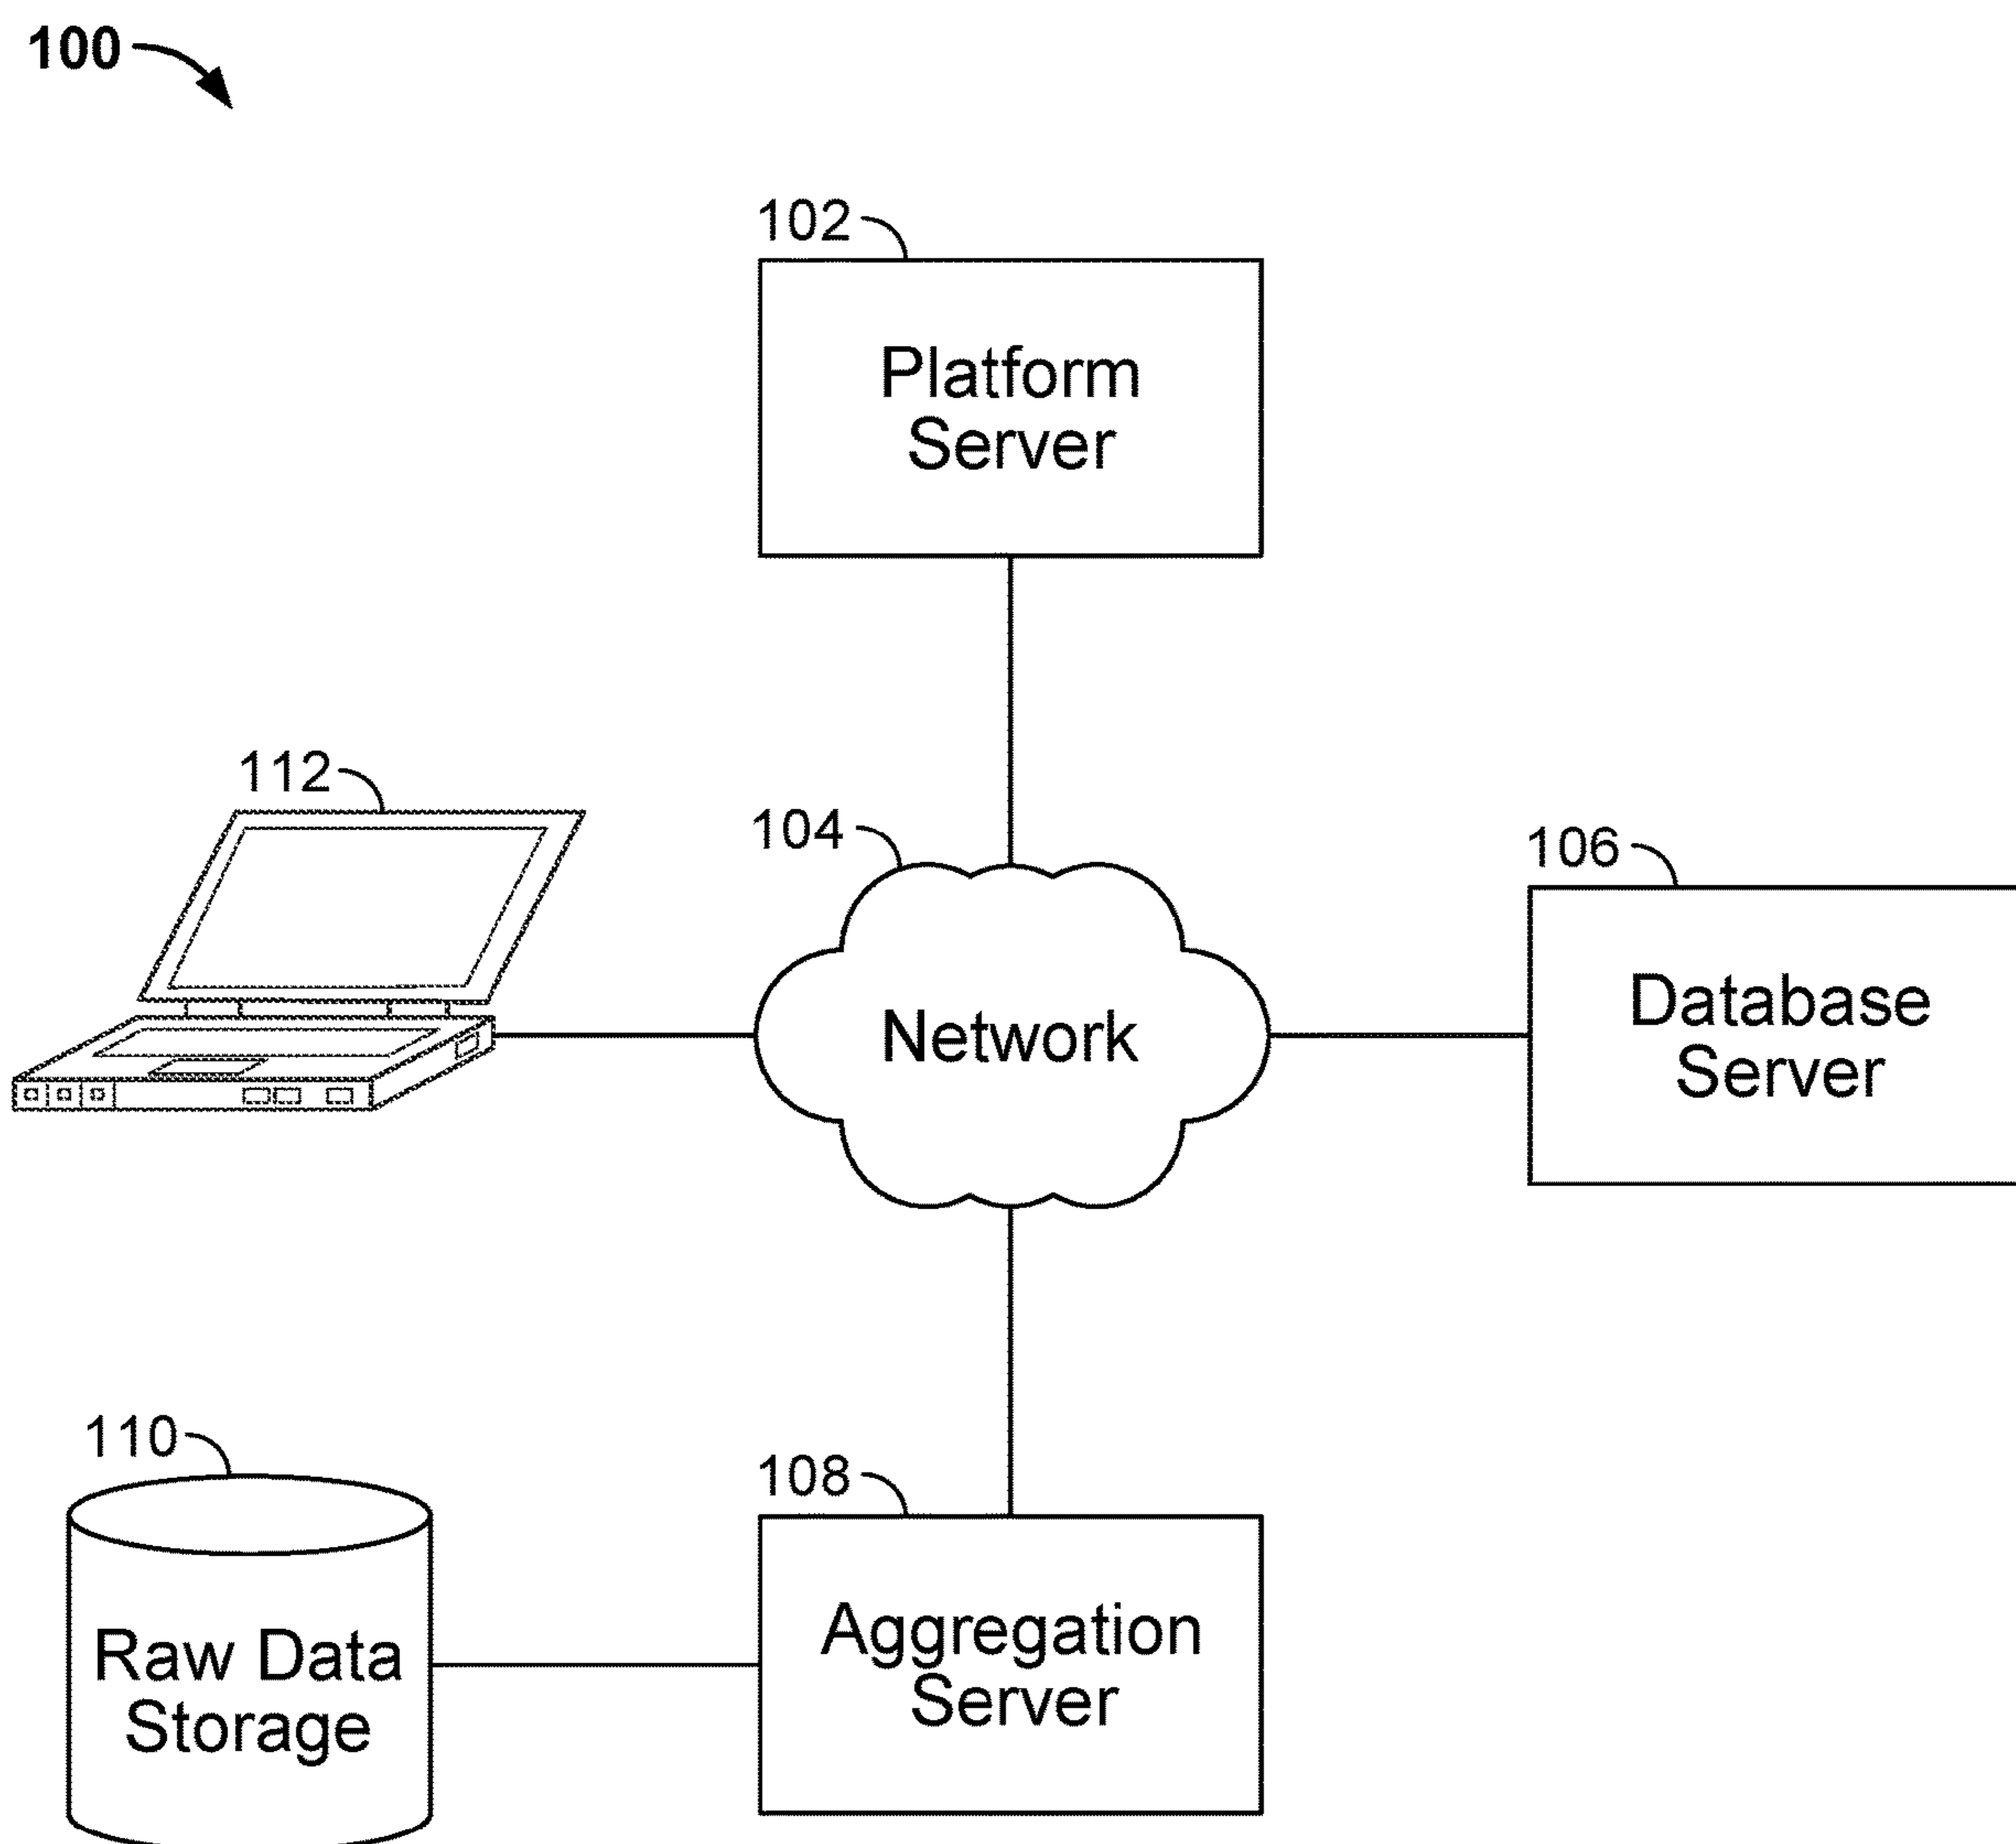 100
102
Platform
Server
112
104
106
Network
Database
Server
110
108
Raw Data
Storage
Aggregation
Server